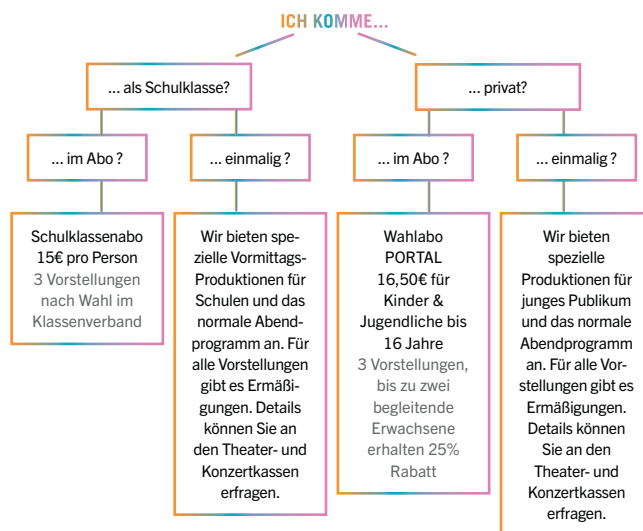 ICH KOMME...
... als Schulklasse?
... privat?
... im Abo ?
... einmalig ?
... im Abo ?
... einmalig ?
Schulklassenabo
15€ pro Person
3 Vorstellungen
nach Wahl im
Klassenverband
Wir bieten spe-
zielle Vormittags-
Produktionen für
Schulen und das
normale Abend-
programm an. Für
alle Vorstellungen
gibt es Ermäßi-
gungen. Details
können Sie an
den Theater- und
Konzertkassen
erfragen.
Wahlabo
PORTAL
16,50€ für
Kinder &
Jugendliche bis
16 Jahre
3 Vorstellungen,
bis zu zwei
begleitende
Erwachsene
erhalten 25%
Rabatt
Wir bieten
spezielle
Produktionen für
junges Publikum
und das normale
Abendprogramm
an. Für alle Vor-
stellungen gibt es
Ermäßigungen.
Details können
Sie an den
Theater- und
Konzertkassen
erfragen.